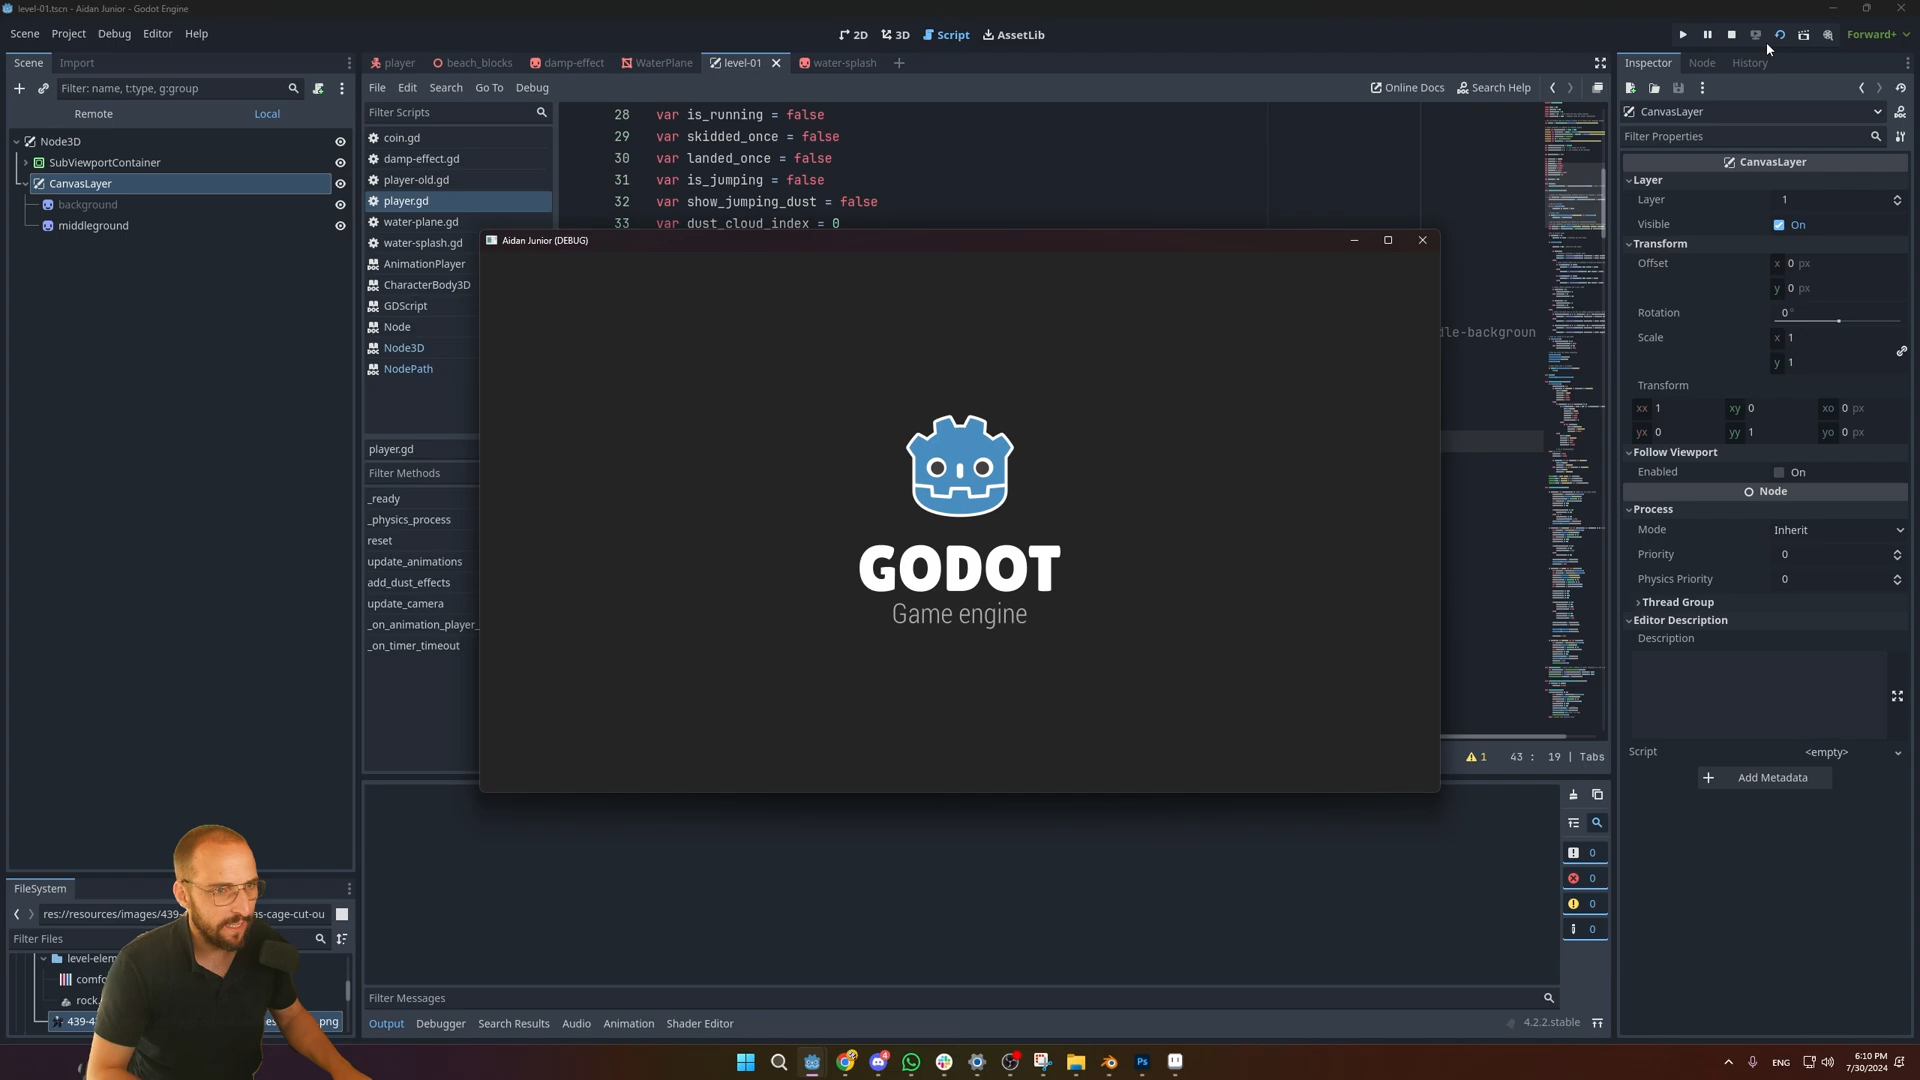 level-01.tscn - Aidan Junior - Godot Engine
Scene Project Debug Editor Help
2D 3D Script AssetLib
Forward+
Scene Import
Filter: name, t:type, g:group
Remote Local
Node3D
SubViewportContainer
CanvasLayer
background
middleground
player beach_blocks damp-effect WaterPlane level-01 water-splash
File Edit Search Go To Debug
Online Docs Search Help
Filter Scripts
coin.gd
damp-effect.gd
player-old.gd
player.gd
water-plane.gd
water-splash.gd
AnimationPlayer
CharacterBody3D
GDScript
Node
Node3D
NodePath
player.gd
Filter Methods
_ready
_physics_process
reset
update_animations
add_dust_effects
update_camera
_on_animation_player_
_on_timer_timeout
28 var is_running = false
29 var skidded_once = false
30 var landed_once = false
31 var is_jumping = false
32 var show_jumping_dust = false
33 var dust_cloud_index = 0
dle-backgroun
Aidan Junior (DEBUG)
GODOT
Game engine
1 43 : 19 | Tabs
0
0
0
0
Filter Messages
Output Debugger Search Results Audio Animation Shader Editor
4.2.2.stable
Inspector Node History
CanvasLayer
Filter Properties
CanvasLayer
Layer
Layer 1
Visible On
Transform
Offset x 0 px
y 0 px
Rotation 0 °
Scale x 1
y 1
Transform
xx 1 xy 0 xo 0 px
yx 0 yy 1 yo 0 px
Follow Viewport
Enabled On
Node
Process
Mode Inherit
Priority 0
Physics Priority 0
Thread Group
Editor Description
Description
Script <empty>
Add Metadata
FileSystem
res://resources/images/439- as-cage-cut-ou
Filter Files
level-elem
comfo
rock.
439-4 es .png
4
Ps
ENG
6:10 PM
7/30/2024